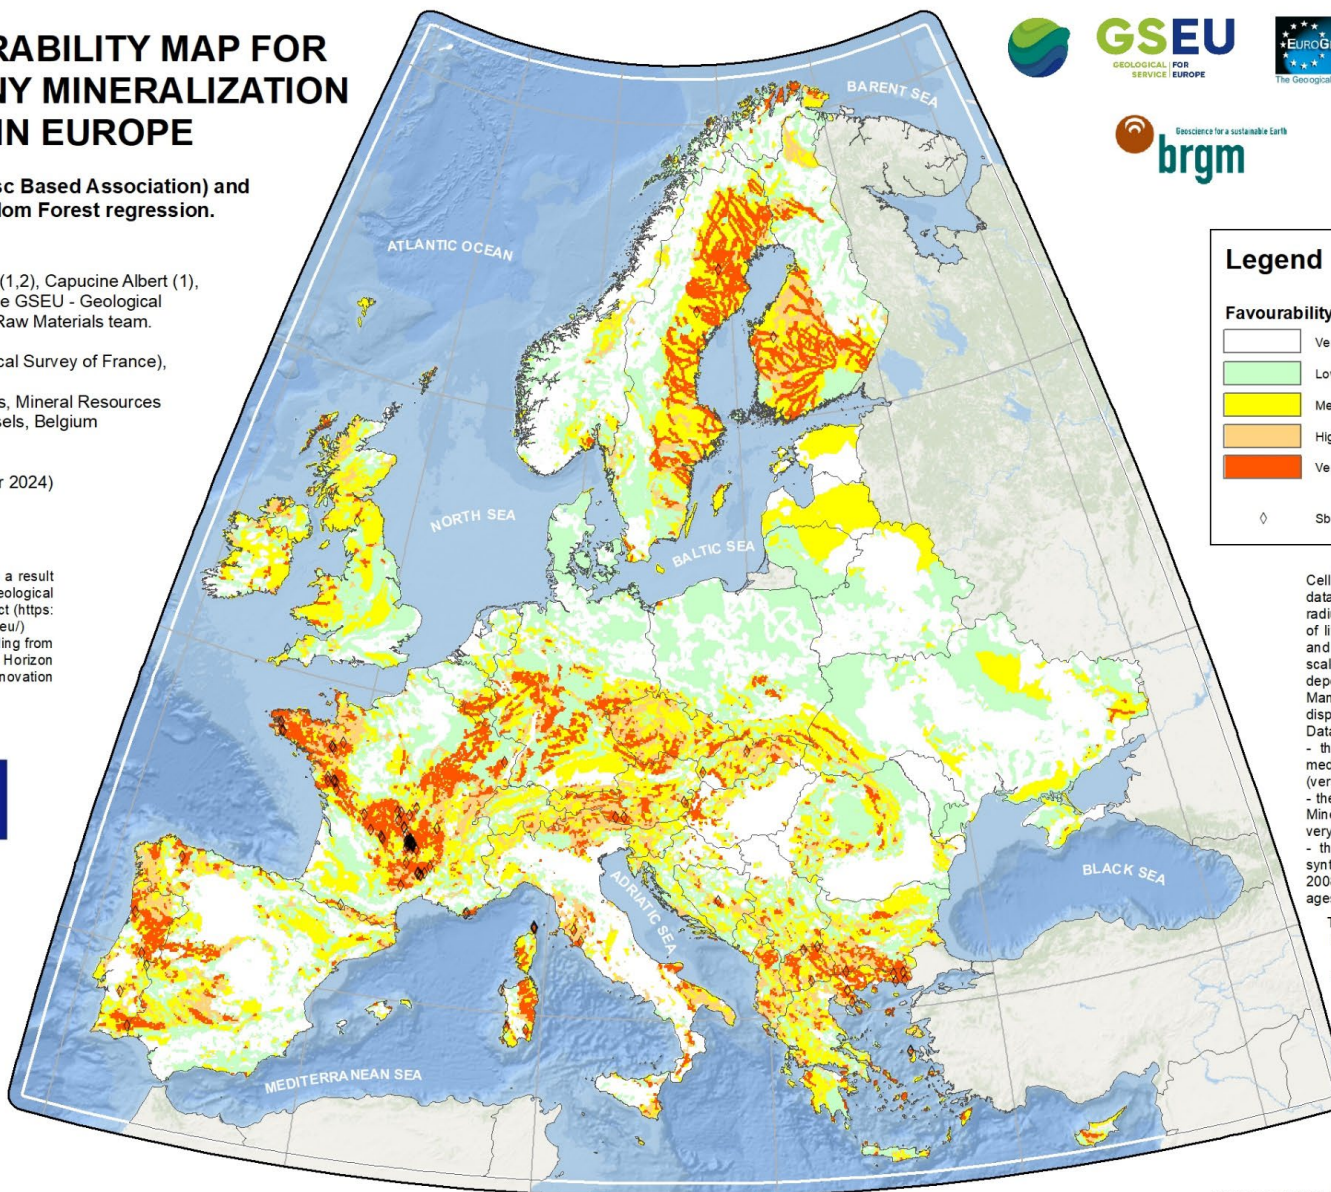 RABILITY MAP FOR
NY MINERALIZATION
IN EUROPE
sc Based Association) and
dom Forest regression.
(1,2), Capucine Albert (1),
e GSEU - Geological
Raw Materials team.
cal Survey of France),
s, Mineral Resources
sels, Belgium
r 2024)
a result
eological
ct (https:
eu/)
ding from
Horizon
novation
BARENT SEA
ATLANTIC OCEAN
NORTH SEA
BALTIC SEA
BLACK SEA
ADRIATIC SEA
MEDITERRANEAN SEA
GSEU
GEOLOGICAL FOR
SERVICE EUROPE
EUROG
The Geological
Geoscience for a sustainable Earth
brgm
Legend
Favourability
Ve
Lo
Me
Hig
Ve
Sb
Cell
data
radi
of li
and
scal
depo
Man
disp
Data
- th
med
(ver
- the
Mine
very
- th
synt
200
ages
T